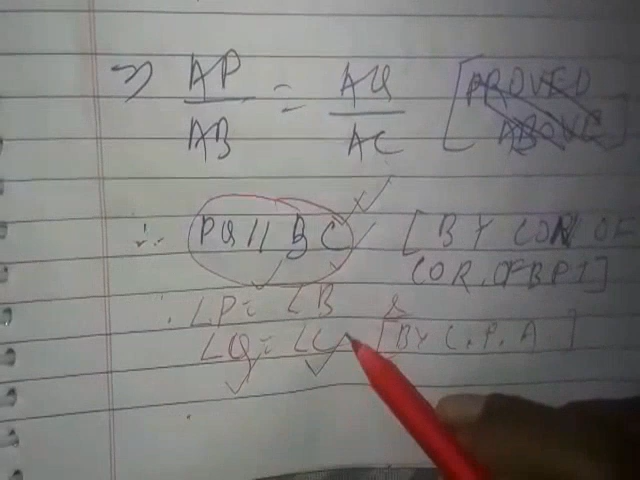 ⇒ AP/AB = AQ/AC [PROVED
ABOVE]
∴ PQ // BC [BY CON OF
COR. OF BPT]
∴ ∠P = ∠B &
∠Q = ∠C [BY C.P.A]